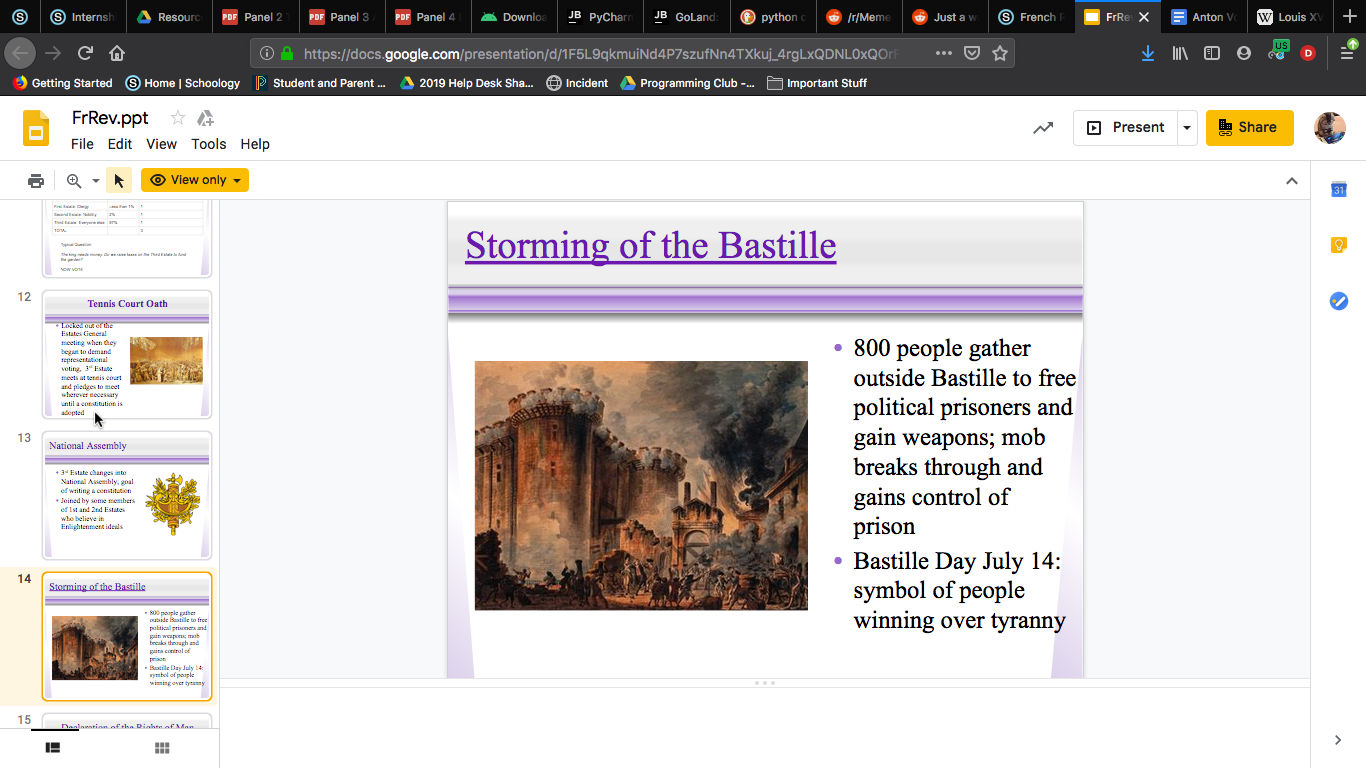 Internsh
Resourc
PDF Panel 2
PDF Panel 3
PDF Panel 4
Downloa
JB PyCharm
JB GoLand:
python c
/r/Meme
Just a w
French
FrRev
Anton V
W Louis XV
https://docs.google.com/presentation/d/1F5L9qkmuiNd4P7szufNn4TXkuj_4rgLxQDNL0xQOrF
US
D
Getting Started
Home | Schoology
Student and Parent ...
2019 Help Desk Sha...
Incident
Programming Club -...
Important Stuff
FrRev.ppt
File Edit View Tools Help
Present
Share
View only
31
First Estate: Clergy Less than 1% 1
Second Estate: Nobility 2% 1
Third Estate: Everyone else 97% 1
TOTAL 3
Typical Question:
The king needs money. Do we raise taxes on the Third Estate to fund
the garden?
NOW VOTE
12
Tennis Court Oath
• Locked out of the
Estates General
meeting when they
began to demand
representational
voting, 3rd Estate
meets at tennis court
and pledges to meet
wherever necessary
until a constitution is
adopted
13
National Assembly
• 3rd Estate changes into
National Assembly; goal
of writing a constitution
• Joined by some members
of 1st and 2nd Estates
who believe in
Enlightenment ideals
14
Storming of the Bastille
• 800 people gather
outside Bastille to free
political prisoners and
gain weapons; mob
breaks through and
gains control of
prison
• Bastille Day July 14:
symbol of people
winning over tyranny
15
Declaration of the Rights of Man
Storming of the Bastille
• 800 people gather
outside Bastille to free
political prisoners and
gain weapons; mob
breaks through and
gains control of
prison
• Bastille Day July 14:
symbol of people
winning over tyranny